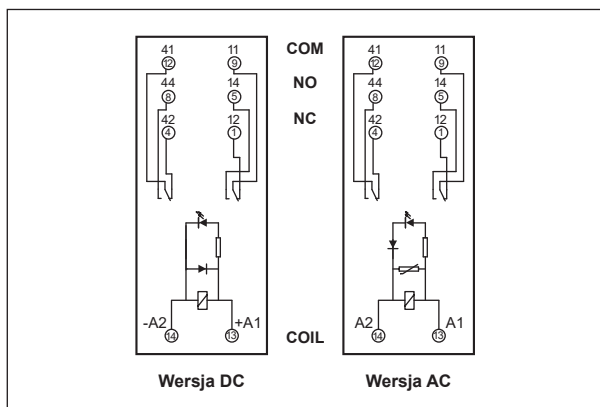 41 11 COM 41 11
12 9 12 9
44 14 NO 44 14
8 5 8 5
42 12 NC 42 12
4 1 4 1
-A2 +A1 A2 A1
14 13 COIL 14 13
Wersja DC Wersja AC